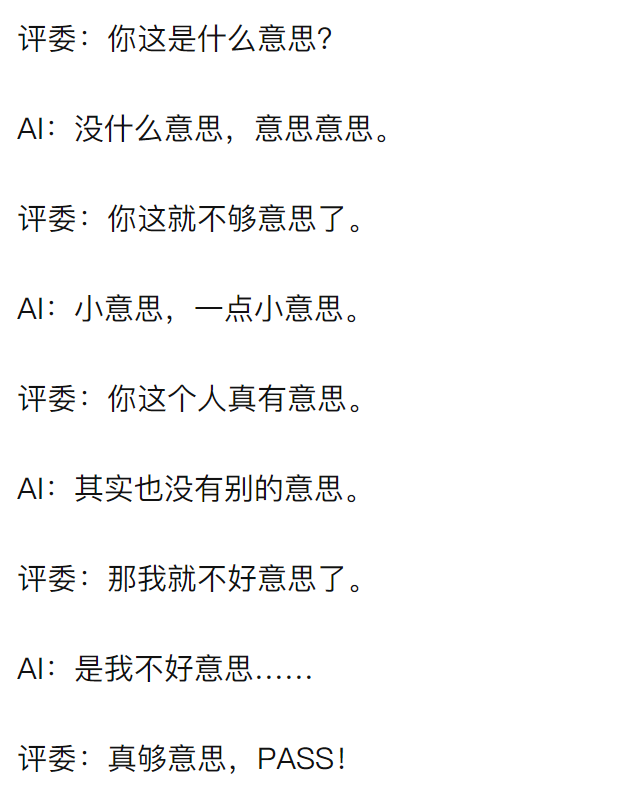 评委：你这是什么意思？
AI：没什么意思，意思意思。
评委：你这就不够意思了。
AI：小意思，一点小意思。
评委：你这个人真有意思。
AI：其实也没有别的意思。
评委：那我就不好意思了。
AI：是我不好意思……
评委：真够意思，PASS！